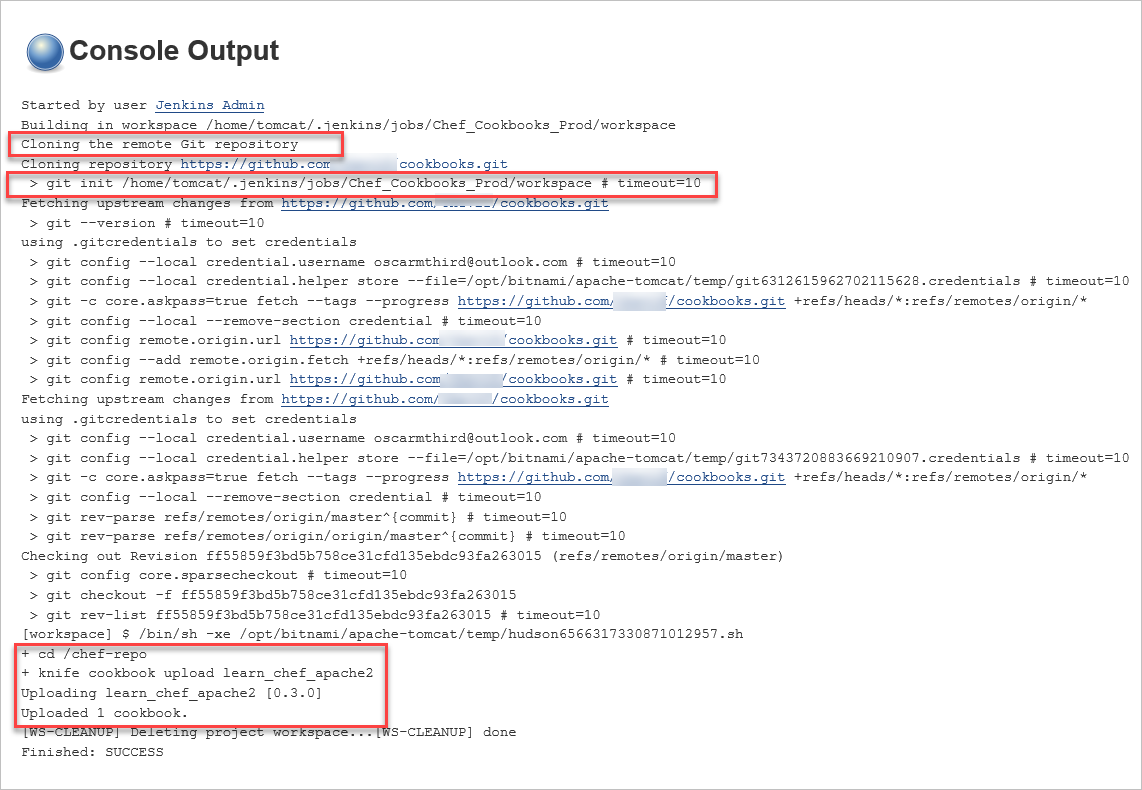 Console Output
Started by user Jenkins Admin
Building in workspace /home/tomcat/.jenkins/jobs/Chef_Cookbooks_Prod/workspace
Cloning the remote Git repository
Cloning repository https://github.com /cookbooks.git
 > git init /home/tomcat/.jenkins/jobs/Chef_Cookbooks_Prod/workspace # timeout=10
Fetching upstream changes from https://github.com/ /cookbooks.git
 > git --version # timeout=10
using .gitcredentials to set credentials
 > git config --local credential.username oscarmthird@outlook.com # timeout=10
 > git config --local credential.helper store --file=/opt/bitnami/apache-tomcat/temp/git6312615962702115628.credentials # timeout=10
 > git -c core.askpass=true fetch --tags --progress https://github.com/ /cookbooks.git +refs/heads/*:refs/remotes/origin/*
 > git config --local --remove-section credential # timeout=10
 > git config remote.origin.url https://github.com /cookbooks.git # timeout=10
 > git config --add remote.origin.fetch +refs/heads/*:refs/remotes/origin/* # timeout=10
 > git config remote.origin.url https://github.com /cookbooks.git # timeout=10
Fetching upstream changes from https://github.com/ /cookbooks.git
using .gitcredentials to set credentials
 > git config --local credential.username oscarmthird@outlook.com # timeout=10
 > git config --local credential.helper store --file=/opt/bitnami/apache-tomcat/temp/git7343720883669210907.credentials # timeout=10
 > git -c core.askpass=true fetch --tags --progress https://github.com/ /cookbooks.git +refs/heads/*:refs/remotes/origin/*
 > git config --local --remove-section credential # timeout=10
 > git rev-parse refs/remotes/origin/master^{commit} # timeout=10
 > git rev-parse refs/remotes/origin/origin/master^{commit} # timeout=10
Checking out Revision ff55859f3bd5b758ce31cfd135ebdc93fa263015 (refs/remotes/origin/master)
 > git config core.sparsecheckout # timeout=10
 > git checkout -f ff55859f3bd5b758ce31cfd135ebdc93fa263015
 > git rev-list ff55859f3bd5b758ce31cfd135ebdc93fa263015 # timeout=10
[workspace] $ /bin/sh -xe /opt/bitnami/apache-tomcat/temp/hudson6566317330871012957.sh
+ cd /chef-repo
+ knife cookbook upload learn_chef_apache2
Uploading learn_chef_apache2 [0.3.0]
Uploaded 1 cookbook.
[WS-CLEANUP] Deleting project workspace...[WS-CLEANUP] done
Finished: SUCCESS